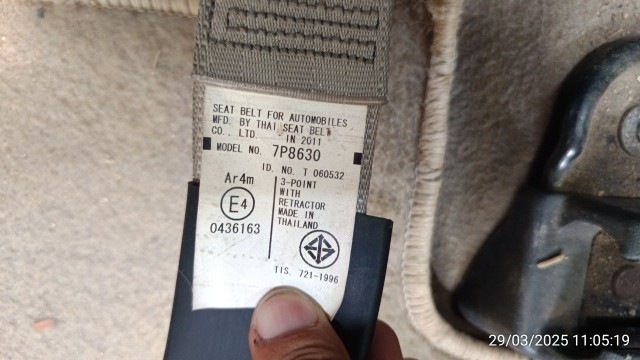 SEAT BELT FOR AUTOMOBILES
MFD. BY THAI SEAT BELT
CO., LTD. IN 2011
MODEL NO. 7P8630
ID. NO. T 060532
Ar4m
E4
0436163
3-POINT
WITH
RETRACTOR
MADE IN
THAILAND
TIS. 721-1996
29/03/2025 11:05:19